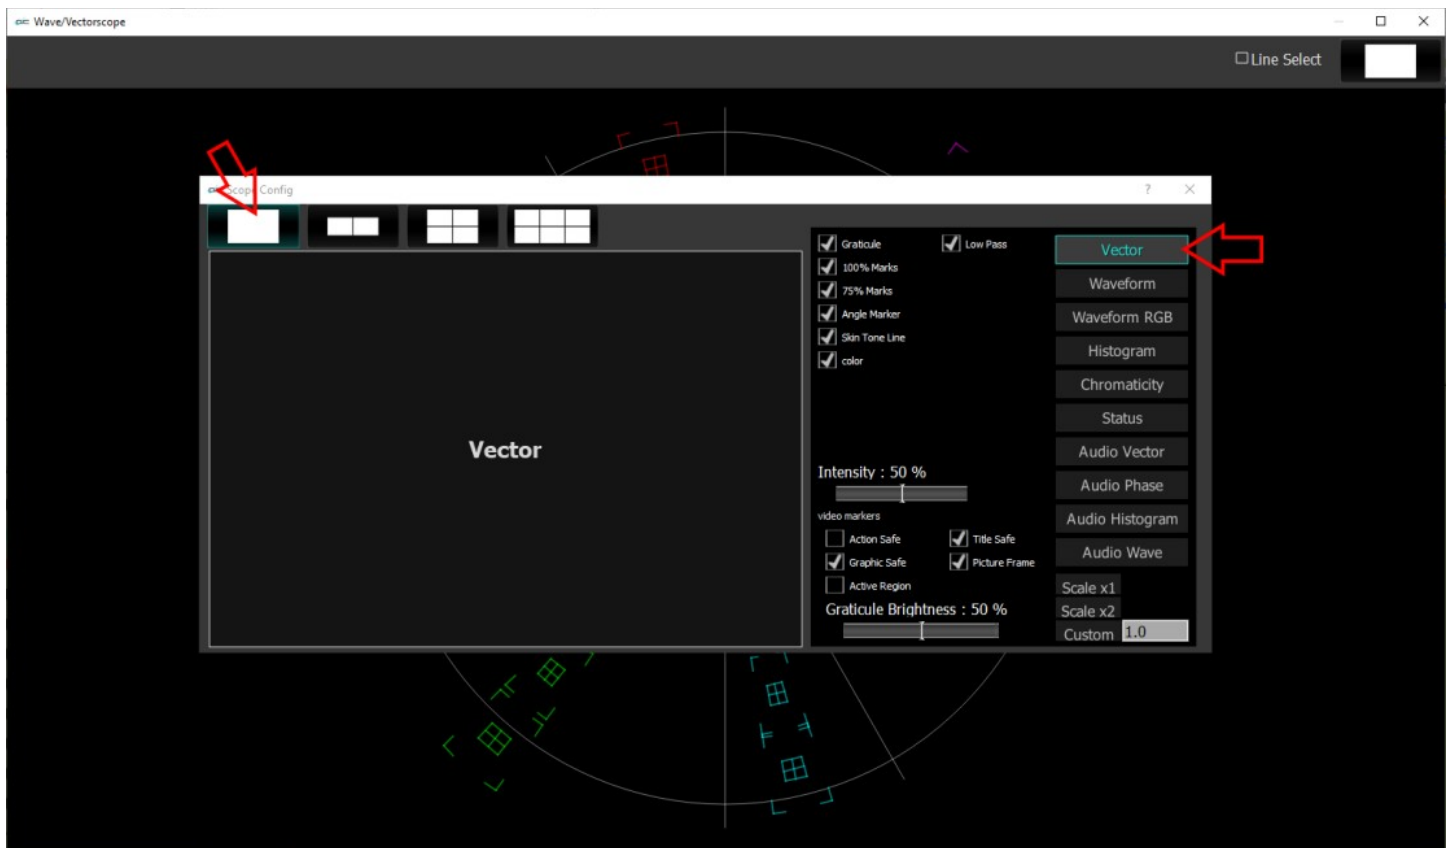 Wave/Vectorscope
Line Select
Scope Config
?
Graticule
Low Pass
100% Marks
75% Marks
Angle Marker
Skin Tone Line
color
Vector
Intensity : 50 %
video markers
Action Safe
Title Safe
Graphic Safe
Picture Frame
Active Region
Graticule Brightness : 50 %
Vector
Waveform
Waveform RGB
Histogram
Chromaticity
Status
Audio Vector
Audio Phase
Audio Histogram
Audio Wave
Scale x1
Scale x2
Custom 1.0